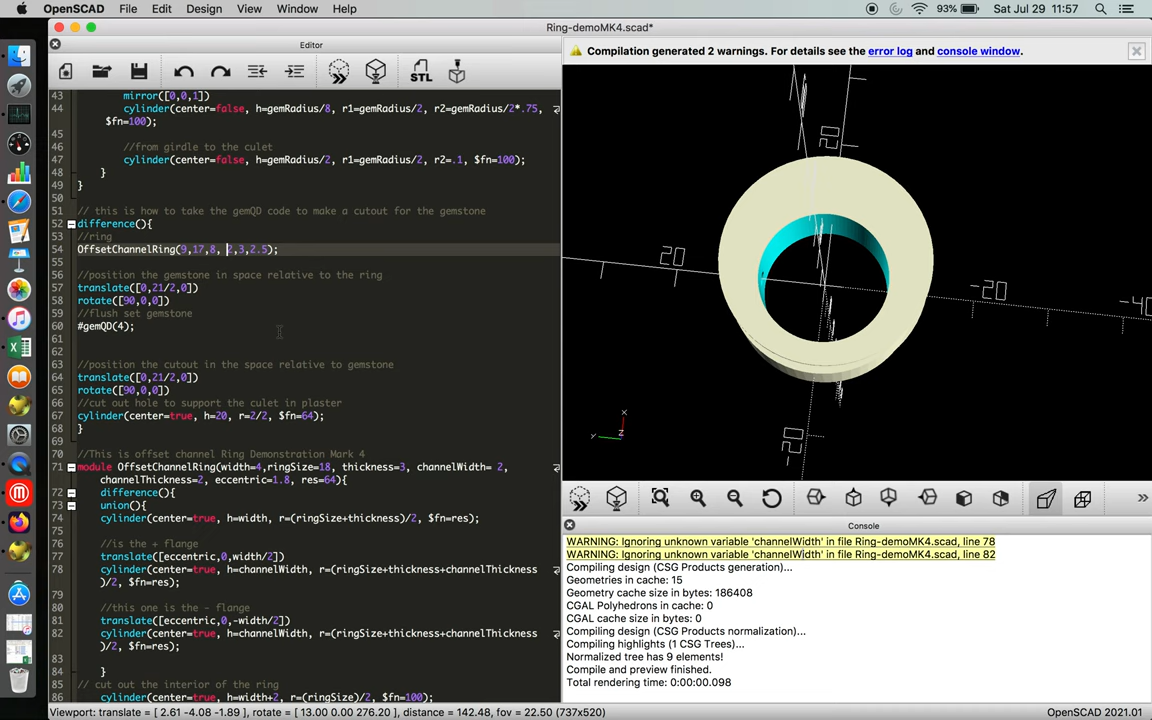 OpenSCAD File Edit Design View Window Help 93% Sat Jul 29 11:57
Ring-demoMK4.scad*
Editor
Compilation generated 2 warnings. For details see the error log and console window.
STL
43 mirror([0,0,1])
44 cylinder(center=false, h=gemRadius/8, r1=gemRadius/2, r2=gemRadius/2*.75,
$fn=100);
45
46 //from girdle to the culet
47 cylinder(center=false, h=gemRadius/2, r1=gemRadius/2, r2=.1, $fn=100);
48 }
49 }
50
51 // this is how to take the gemQD code to make a cutout for the gemstone
52 difference(){
53 //ring
54 OffsetChannelRing(9,17,8, 2,3,2.5);
55
56 //position the gemstone in space relative to the ring
57 translate([0,21/2,0])
58 rotate([90,0,0])
59 //flush set gemstone
60 #gemQD(4);
61
62
63 //position the cutout in the space relative to gemstone
64 translate([0,21/2,0])
65 rotate([90,0,0])
66 //cut out hole to support the culet in plaster
67 cylinder(center=true, h=20, r=2/2, $fn=64);
68 }
69
70 //This is offset channel Ring Demonstration Mark 4
71 module OffsetChannelRing(width=4,ringSize=18, thickness=3, channelWidth= 2,
channelThickness=2, eccentric=1.8, res=64){
72 difference(){
73 union(){
74 cylinder(center=true, h=width, r=(ringSize+thickness)/2, $fn=res);
75
76 //is the + flange
77 translate([eccentric,0,width/2])
78 cylinder(center=true, h=channelWidth, r=(ringSize+thickness+channelThickness
)/2, $fn=res);
79
80 //this one is the - flange
81 translate([eccentric,0,-width/2])
82 cylinder(center=true, h=channelWidth, r=(ringSize+thickness+channelThickness
)/2, $fn=res);
83
84 }
85 // cut out the interior of the ring
86 cylinder(center=true, h=width+2, r=(ringSize)/2, $fn=100);
20
20
-20
-40
-20
x
y
z
Console
WARNING: Ignoring unknown variable 'channelWidth' in file Ring-demoMK4.scad, line 78
WARNING: Ignoring unknown variable 'channelWidth' in file Ring-demoMK4.scad, line 82
Compiling design (CSG Products generation)...
Geometries in cache: 15
Geometry cache size in bytes: 186408
CGAL Polyhedrons in cache: 0
CGAL cache size in bytes: 0
Compiling design (CSG Products normalization)...
Compiling highlights (1 CSG Trees)...
Normalized tree has 9 elements!
Compile and preview finished.
Total rendering time: 0:00:00.098
Viewport: translate = [ 2.61 -4.08 -1.89 ], rotate = [ 13.00 0.00 276.20 ], distance = 142.48, fov = 22.50 (737x520) OpenSCAD 2021.01